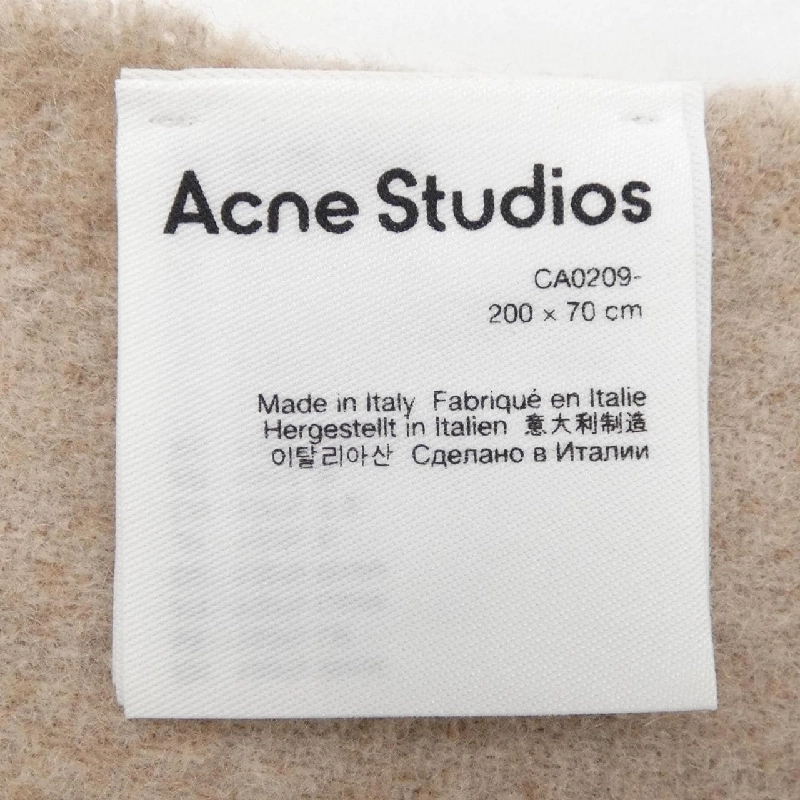 Acne Studios
CA0209-
200 × 70 cm
Made in Italy Fabriqué en Italie
Hergestellt in Italien 意大利制造
이탈리아산 Сделано в Италии